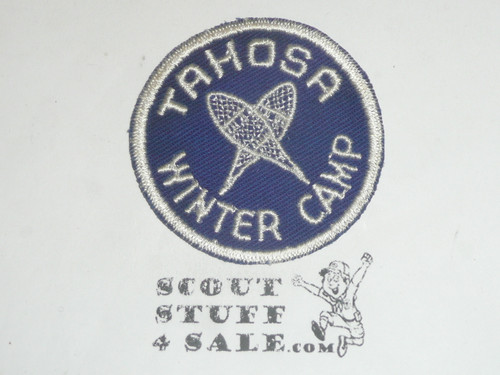 TAHOSA
WINTER CAMP
SCOUT
STUFF
4 SALE.COM